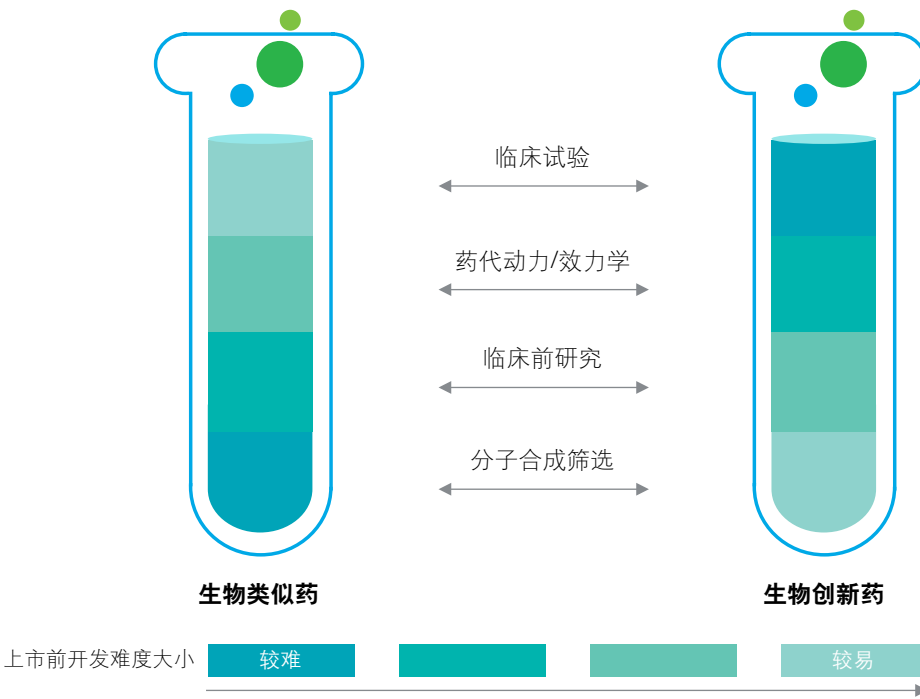 临床试验
药代动力/效力学
临床前研究
分子合成筛选
生物类似药
生物创新药
上市前开发难度大小
较难
较易